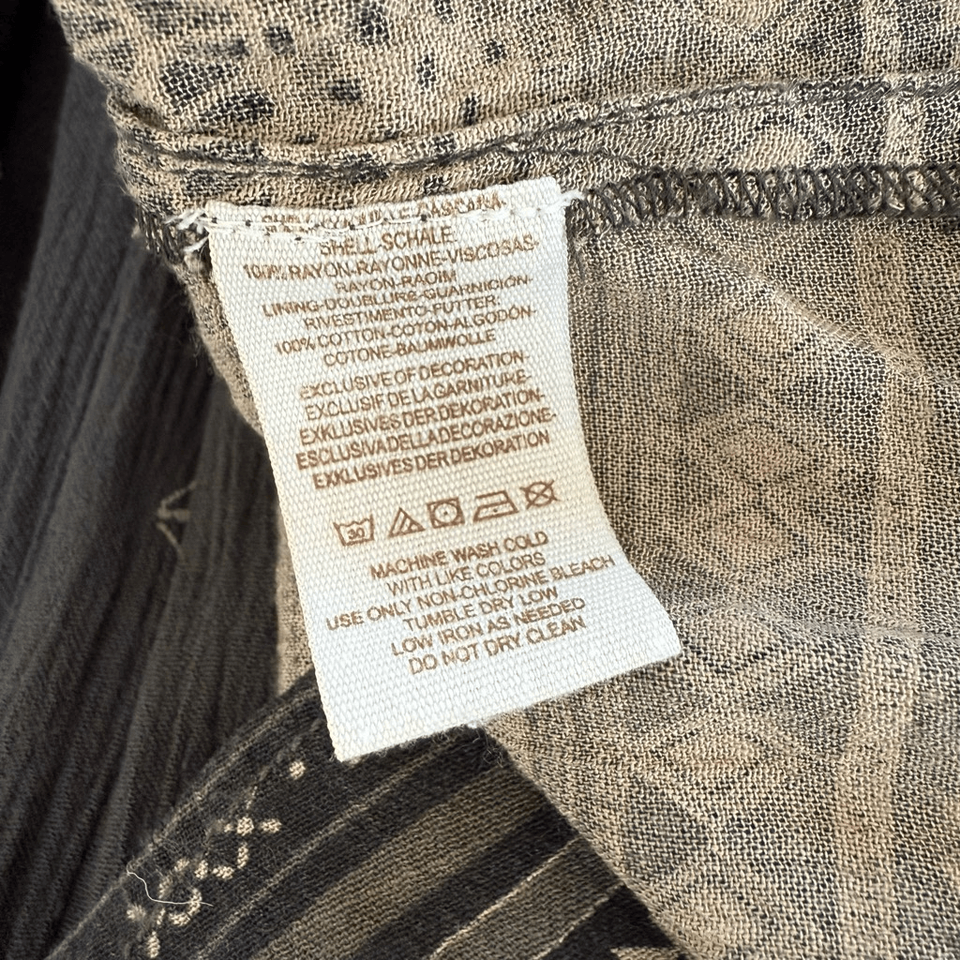 SHELL-SCHALE
100% RAYON-RAYONNE-VISCOSAS-
RAYON-RAOIM
LINING-DOUBLURE-GUARNICION-
RIVESTIMENTO-FUTTER:
100% COTTON-COTON-ALGODÓN-
COTONE-BAUMWOLLE
EXCLUSIVE OF DECORATION-
EXCLUSIF DE LA GARNITURE-
EXKLUSIVES DER DEKORATION-
ESCLUSIVA DELLA DECORAZIONE-
EXKLUSIVES DER DEKORATION
30
MACHINE WASH COLD
WITH LIKE COLORS
USE ONLY NON-CHLORINE BLEACH
TUMBLE DRY LOW
LOW IRON AS NEEDED
DO NOT DRY CLEAN